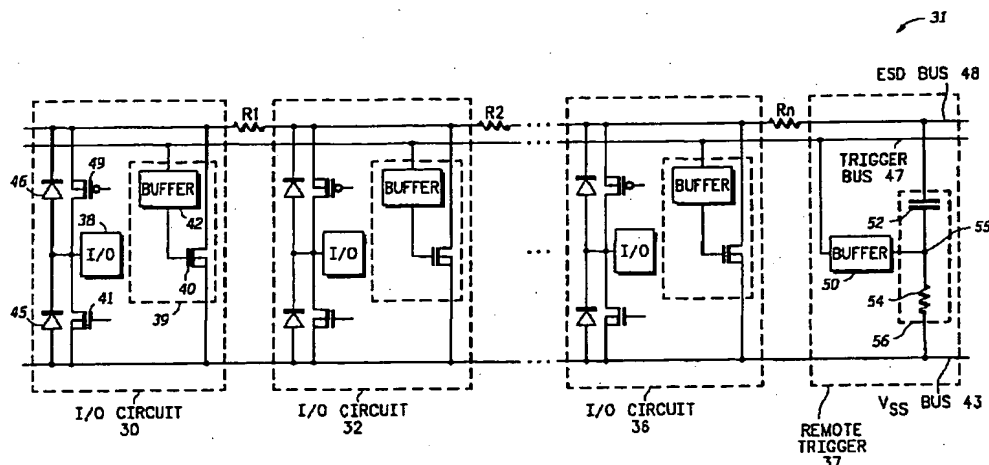 31
ESD BUS 48
R1
R2
Rn
TRIGGER
BUS 47
49
46
38
BUFFER
42
BUFFER
BUFFER
52
55
I/O
I/O
I/O
BUFFER
50
40
54
45
41
39
56
I/O CIRCUIT
30
I/O CIRCUIT
32
I/O CIRCUIT
36
REMOTE
TRIGGER
37
VSS BUS 43